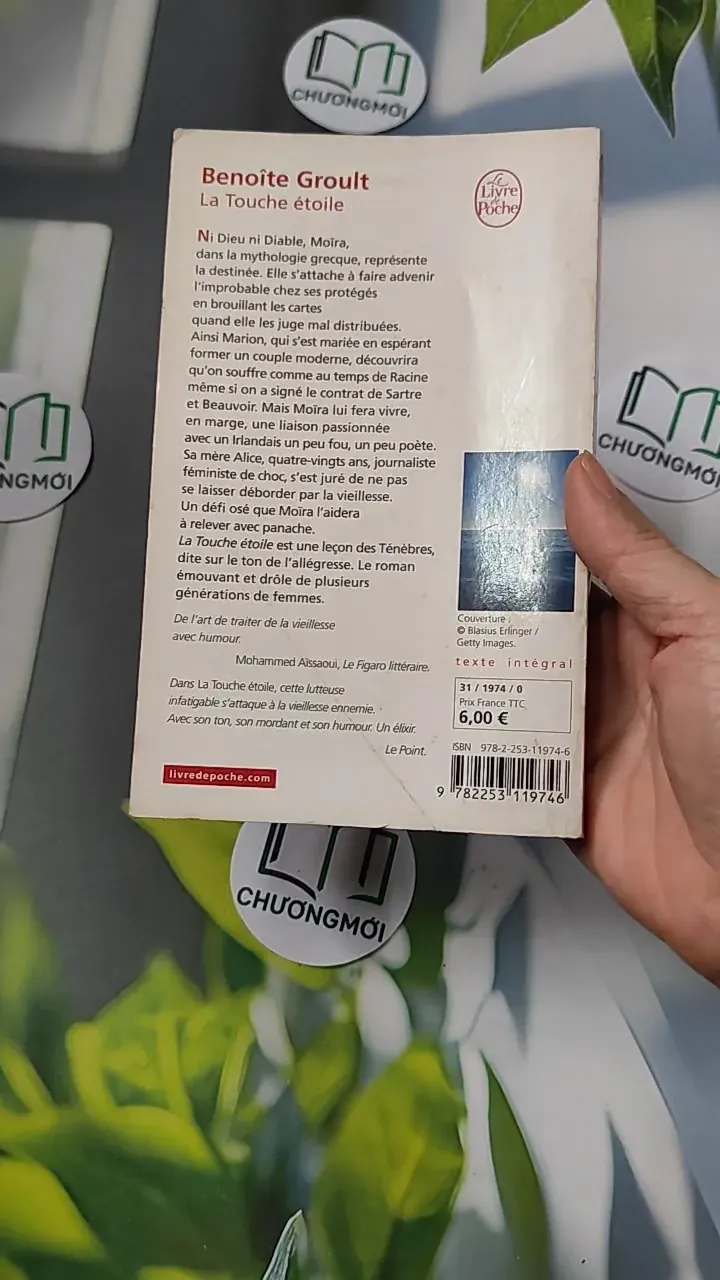 CHƯƠNGMỚI
Benoîte Groult
La Touche étoile
Le
Livre
de
Poche
Ni Dieu ni Diable, Moïra,
dans la mythologie grecque, représente
la destinée. Elle s'attache à faire advenir
l'improbable chez ses protégés
en brouillant les cartes
quand elle les juge mal distribuées.
Ainsi Marion, qui s'est mariée en espérant
former un couple moderne, découvrira
qu'on souffre comme au temps de Racine
même si on a signé le contrat de Sartre
et Beauvoir. Mais Moïra lui fera vivre,
en marge, une liaison passionnée
avec un Irlandais un peu fou, un peu poète.
Sa mère Alice, quatre-vingts ans, journaliste
féministe de choc, s'est juré de ne pas
se laisser déborder par la vieillesse.
Un défi osé que Moïra l'aidera
à relever avec panache.
La Touche étoile est une leçon des Ténèbres,
dite sur le ton de l'allégresse. Le roman
émouvant et drôle de plusieurs
générations de femmes.
De l'art de traiter de la vieillesse
avec humour.
Mohammed Aïssaoui, Le Figaro littéraire.
Dans La Touche étoile, cette lutteuse
infatigable s'attaque à la vieillesse ennemie.
Avec son ton, son mordant et son humour. Un élixir.
Le Point.
livredepoche.com
Couverture :
© Blasius Erlinger /
Getty Images.
texte intégral
31 / 1974 / 0
Prix France TTC
6,00 €
ISBN 978-2-253-11974-6
9 782253 119746
NGMỚI
CHƯƠNGMỚ
CHƯƠNGMỚI